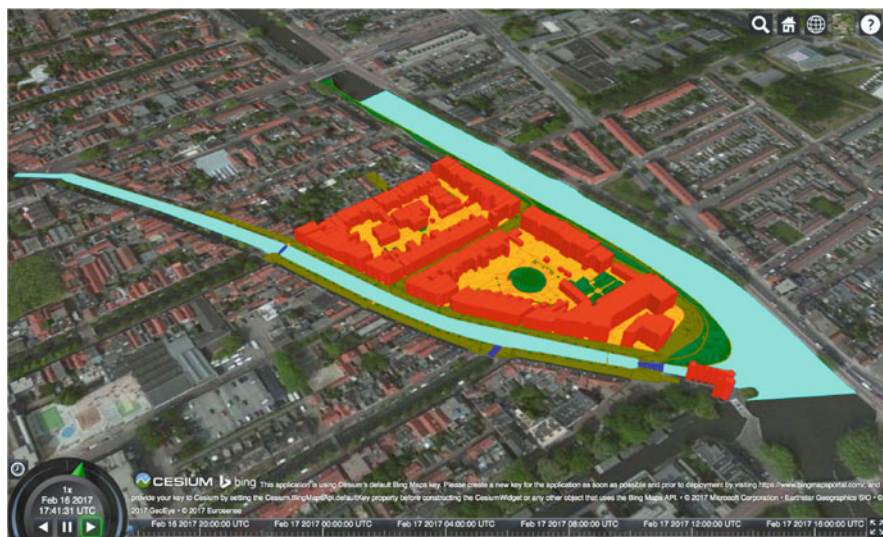 ?
CESIUM bing This application is using Cesium's default Bing Maps key. Please create a new key for the application as soon as possible and prior to deployment by visiting https://www.bingmapsportal.com/, and
provide your key to Cesium by setting the Cesium.BingMapsApi.defaultKey property before constructing the CesiumWidget or any other object that uses the Bing Maps API. • © 2017 Microsoft Corporation • Earthstar Geographics SIO • ©
2017 GeoEye • © 2017 Eurosense
1x
Feb 16 2017
17:41:31 UTC
Feb 16 2017 20:00:00 UTC Feb 17 2017 00:00:00 UTC Feb 17 2017 04:00:00 UTC Feb 17 2017 08:00:00 UTC Feb 17 2017 12:00:00 UTC Feb 17 2017 16:00:00 UTC